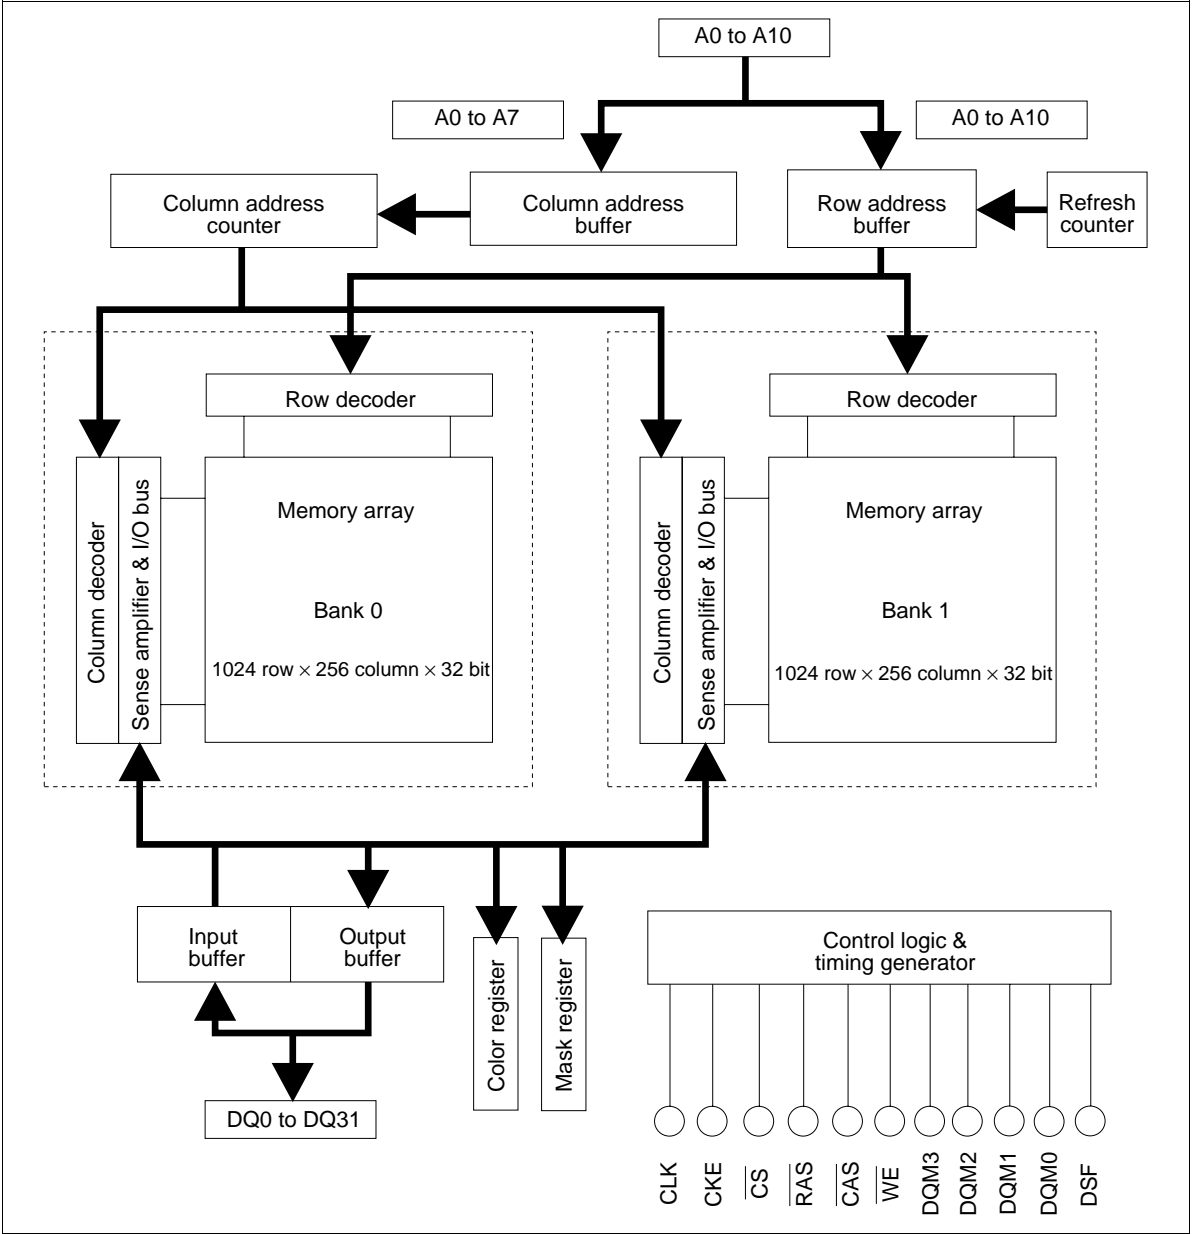 A0 to A10
A0 to A7
A0 to A10
Column address
counter
Column address
buffer
Row address
buffer
Refresh
counter
Row decoder
Row decoder
Column decoder
Sense amplifier & I/O bus
Memory array
Bank 0
1024 row × 256 column × 32 bit
Column decoder
Sense amplifier & I/O bus
Memory array
Bank 1
1024 row × 256 column × 32 bit
Input
buffer
Output
buffer
Color register
Mask register
Control logic &
timing generator
DQ0 to DQ31
CLK
CKE
C̅S̅
R̅A̅S̅
C̅A̅S̅
W̅E̅
DQM3
DQM2
DQM1
DQM0
DSF